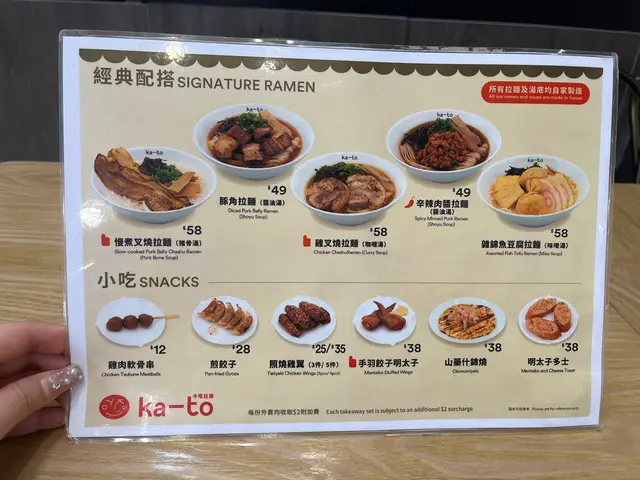 經典配搭 SIGNATURE RAMEN
所有拉麵及湯底均自家製造
All our ramen and soups are made in-house
ka-to
ka-to
ka-to
ka-to
$49
豚角拉麵（醬油湯）
Diced Pork Belly Ramen
(Shoyu Soup)
$49
辛辣肉醬拉麵
（醬油湯）
Spicy Minced Pork Ramen
(Shoyu Soup)
$58
慢煮叉燒拉麵（豬骨湯）
Slow-cooked Pork Belly Chashu Ramen
(Pork Bone Soup)
$58
雞叉燒拉麵（咖喱湯）
Chicken Chashu Ramen (Curry Soup)
$58
雜錦魚豆腐拉麵（味噌湯）
Assorted Fish Tofu Ramen (Miso Soup)
小吃 SNACKS
$12
雞肉軟骨串
Chicken Tsukune Meatballs
$28
煎餃子
Pan-fried Gyoza
$25/$35
照燒雞翼（3件/5件）
Teriyaki Chicken Wings (3pcs/ 5pcs)
$38
手羽餃子明太子
Mentaiko Stuffed Wings
$38
山藥什錦燒
Okonomiyaki
$38
明太子多士
Mentaiko and Cheese Toast
ka-to
每份外賣均收取$2附加費 Each takeaway set is subject to an additional $2 surcharge